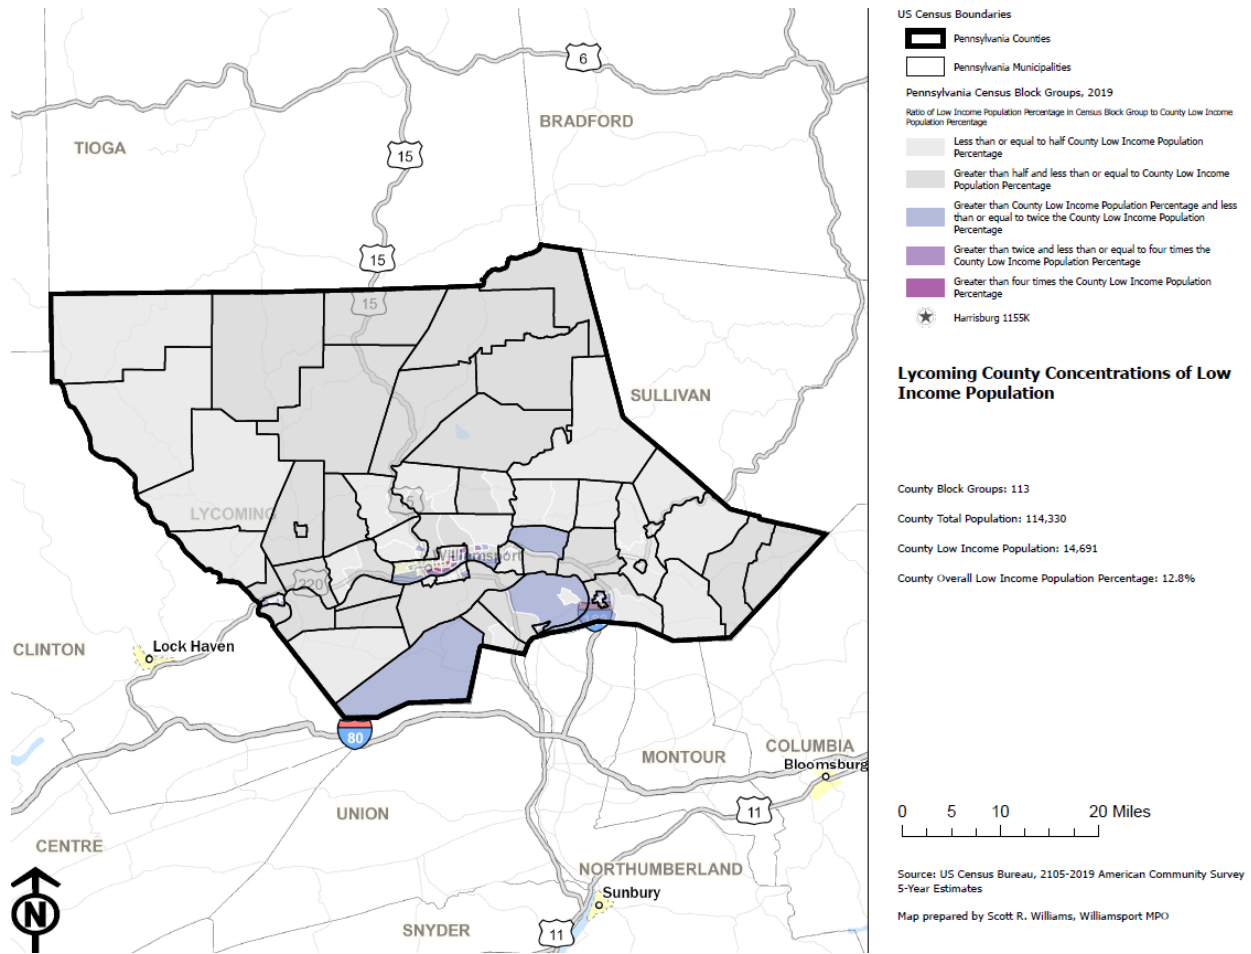 6
BRADFORD
TIOGA
15
15
15
SULLIVAN
LYCOMING
Williamsport
220
Lock Haven
CLINTON
80
COLUMBIA
MONTOUR
Bloomsburg
UNION
11
CENTRE
NORTHUMBERLAND
Sunbury
SNYDER
11
N
US Census Boundaries
Pennsylvania Counties
Pennsylvania Municipalities
Pennsylvania Census Block Groups, 2019
Ratio of Low Income Population Percentage in Census Block Group to County Low Income
Population Percentage
Less than or equal to half County Low Income Population
Percentage
Greater than half and less than or equal to County Low Income
Population Percentage
Greater than County Low Income Population Percentage and less
than or equal to twice the County Low Income Population
Percentage
Greater than twice and less than or equal to four times the
County Low Income Population Percentage
Greater than four times the County Low Income Population
Percentage
Harrisburg 1155K
Lycoming County Concentrations of Low
Income Population
County Block Groups: 113
County Total Population: 114,330
County Low Income Population: 14,691
County Overall Low Income Population Percentage: 12.8%
0 5 10 20 Miles
Source: US Census Bureau, 2105-2019 American Community Survey
5-Year Estimates
Map prepared by Scott R. Williams, Williamsport MPO